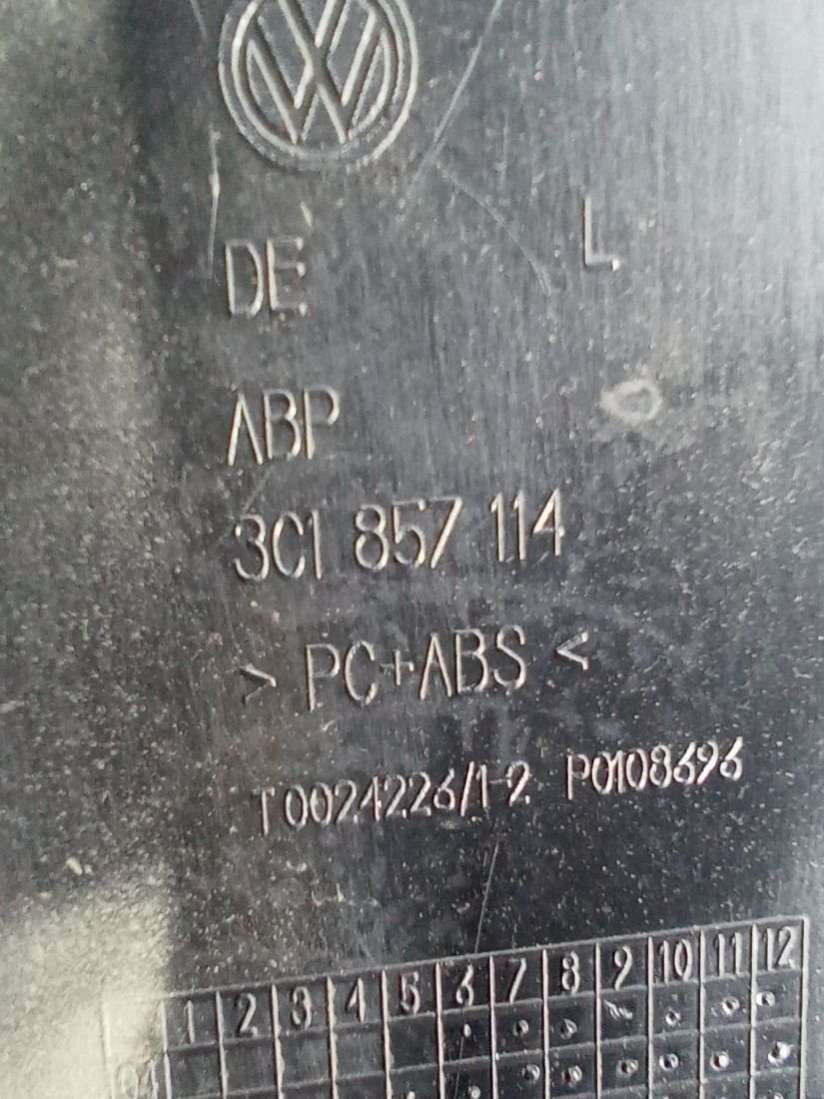 DE L
ABP
3C1 857 114
> PC+ABS <
T0024226/1-2 P0108696
1 2 3 4 5 6 7 8 9 10 11 12
04